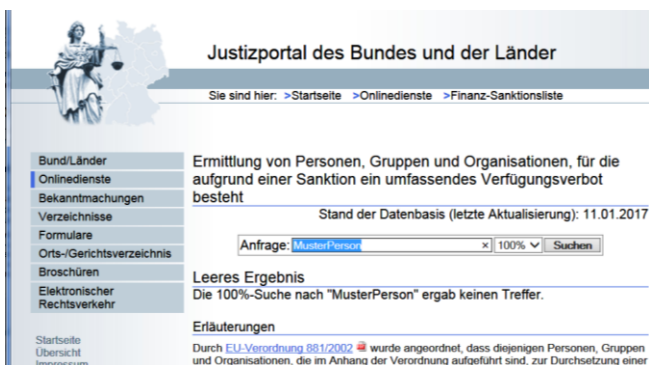 Justizportal des Bundes und der Länder
Sie sind hier: >Startseite >Onlinedienste >Finanz-Sanktionsliste
Bund/Länder
Onlinedienste
Bekanntmachungen
Verzeichnisse
Formulare
Orts-/Gerichtsverzeichnis
Broschüren
Elektronischer
Rechtsverkehr
Startseite
Übersicht
Impressum
Ermittlung von Personen, Gruppen und Organisationen, für die
aufgrund einer Sanktion ein umfassendes Verfügungsverbot
besteht
Stand der Datenbasis (letzte Aktualisierung): 11.01.2017
Anfrage: MusterPerson × 100% Suchen
Leeres Ergebnis
Die 100%-Suche nach "MusterPerson" ergab keinen Treffer.
Erläuterungen
Durch EU-Verordnung 881/2002 wurde angeordnet, dass diejenigen Personen, Gruppen
und Organisationen, die im Anhang der Verordnung aufgeführt sind, zur Durchsetzung einer